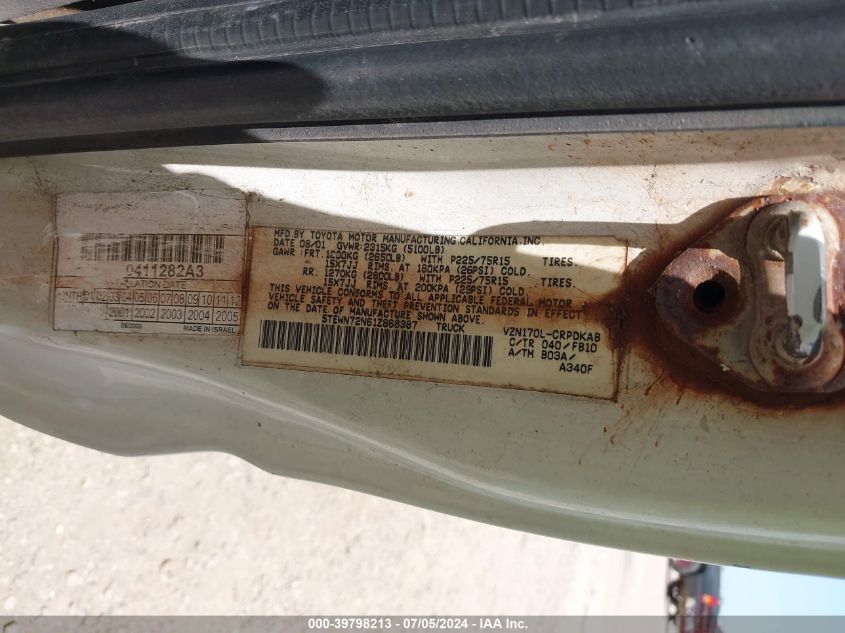 0411282A3
LATION DATE
MONTH 01 02 03 04 05 06 07 08 09 10 11 12
2001 2002 2003 2004 2005
ISRAEL
MFD.BY TOYOTA MOTOR MANUFACTURING,CALIFORNIA,INC.
DATE 08/01 GVWR:2315KG (5100LB)
GAWR: FRT. 1200KG (2650LB) WITH P225/75R15 TIRES.
15X7JJ RIMS. AT 180KPA (26PSI) COLD.
RR. 1270KG (2800LB) WITH P225/75R15 TIRES.
15X7JJ RIMS. AT 200KPA (29PSI) COLD.
THIS VEHICLE CONFORMS TO ALL APPLICABLE FEDERAL MOTOR
VEHICLE SAFETY AND THEFT PREVENTION STANDARDS IN EFFECT
ON THE DATE OF MANUFACTURE SHOWN ABOVE.
5TEWN72N61Z868387 TRUCK
VZN170L-CRPDKAB
C/TR 040/FB10
A/TM B03A/
A340F
000-39798213 - 07/05/2024 - IAA Inc.